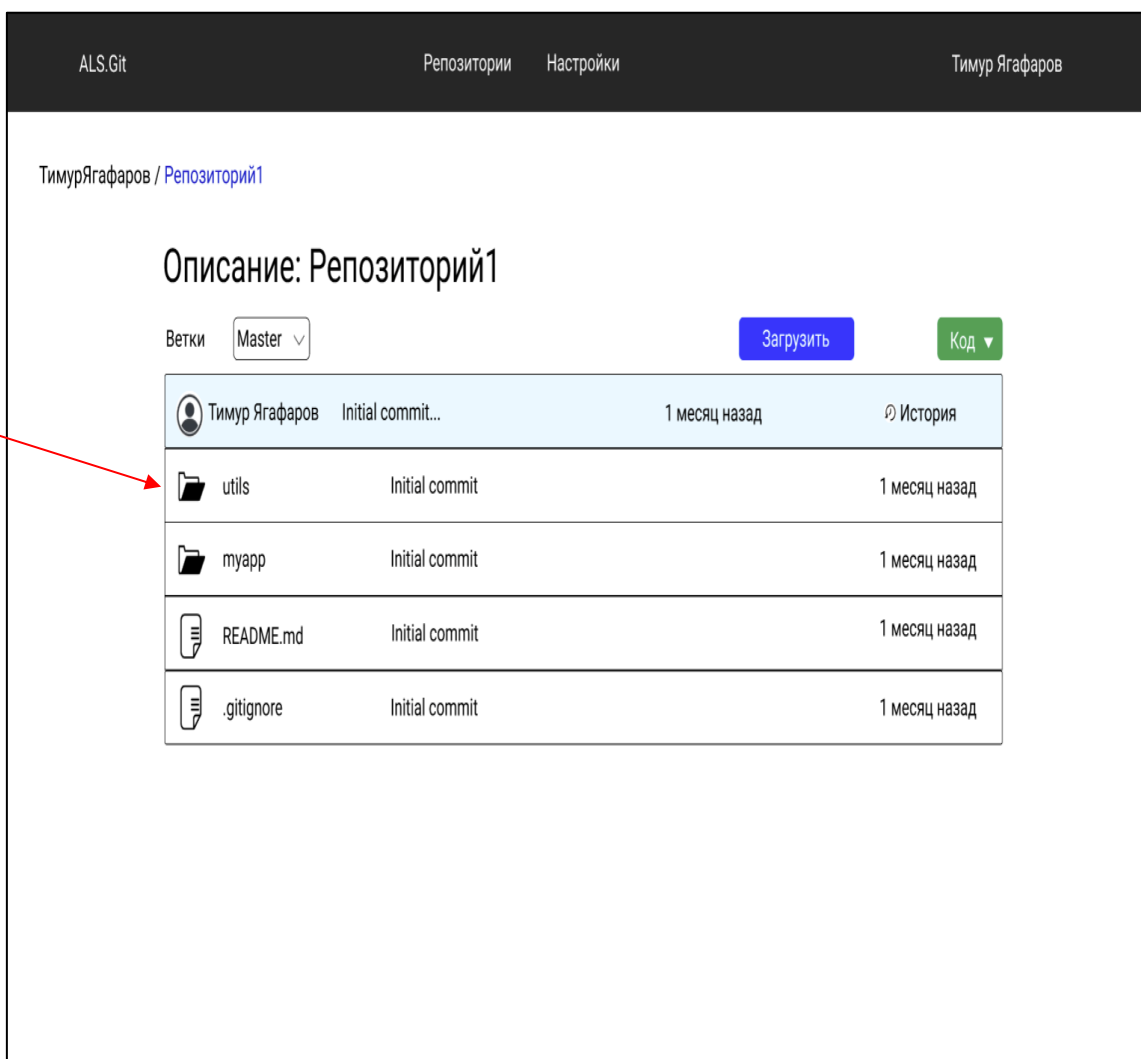 ALS.Git Репозитории Настройки Тимур Ягафаров
ТимурЯгафаров / Репозиторий1
Описание: Репозиторий1
Ветки Master Загрузить Код
Тимур Ягафаров Initial commit... 1 месяц назад История
utils Initial commit 1 месяц назад
myapp Initial commit 1 месяц назад
README.md Initial commit 1 месяц назад
.gitignore Initial commit 1 месяц назад